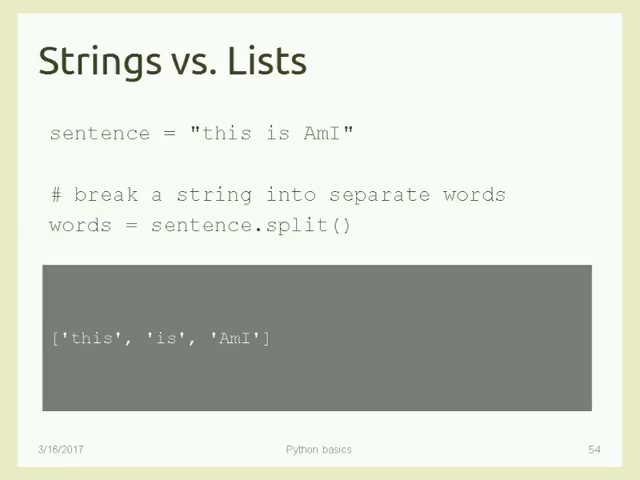 Strings vs. Lists
sentence = "this is AmI"
# break a string into separate words
words = sentence.split()
['this', 'is', 'AmI']
3/16/2017
Python basics
54